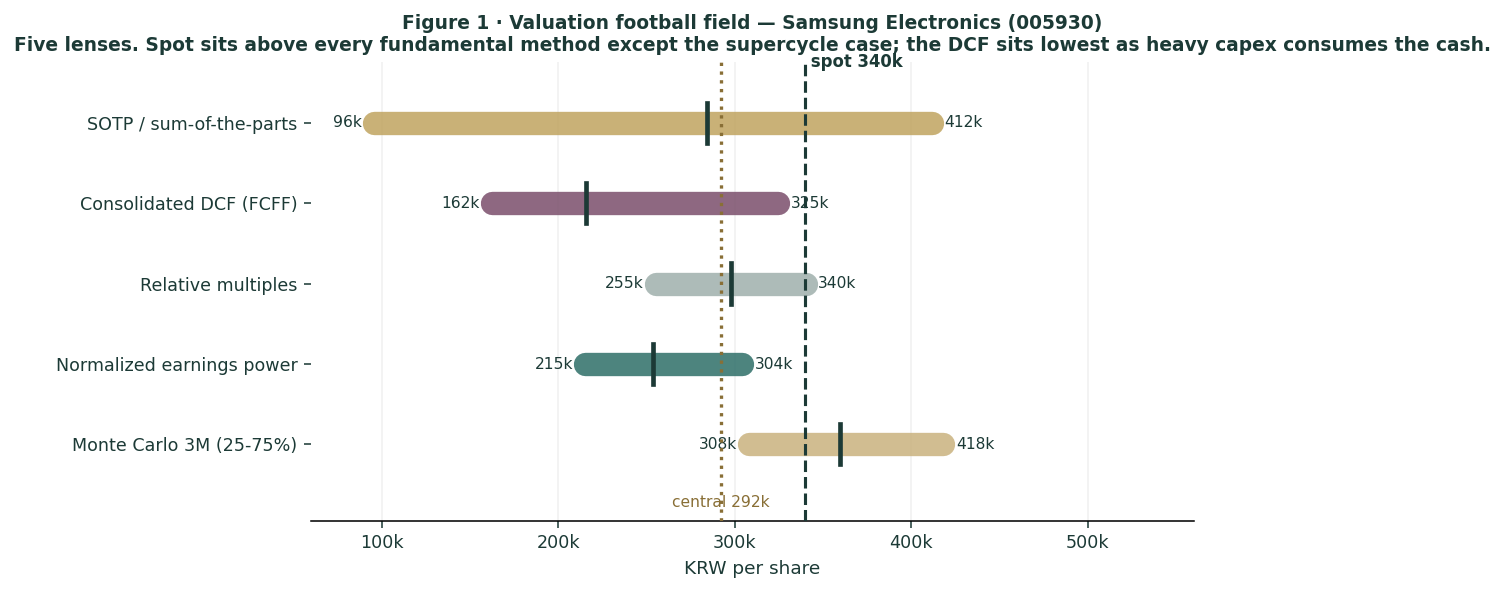 Figure 1 · Valuation football field — Samsung Electronics (005930)
Five lenses. Spot sits above every fundamental method except the supercycle case; the DCF sits lowest as heavy capex consumes the cash.
spot 340k
SOTP / sum-of-the-parts
96k
412k
Consolidated DCF (FCFF)
162k
325k
Relative multiples
255k
340k
Normalized earnings power
215k
304k
Monte Carlo 3M (25-75%)
308k
418k
central 292k
100k
200k
300k
400k
500k
KRW per share